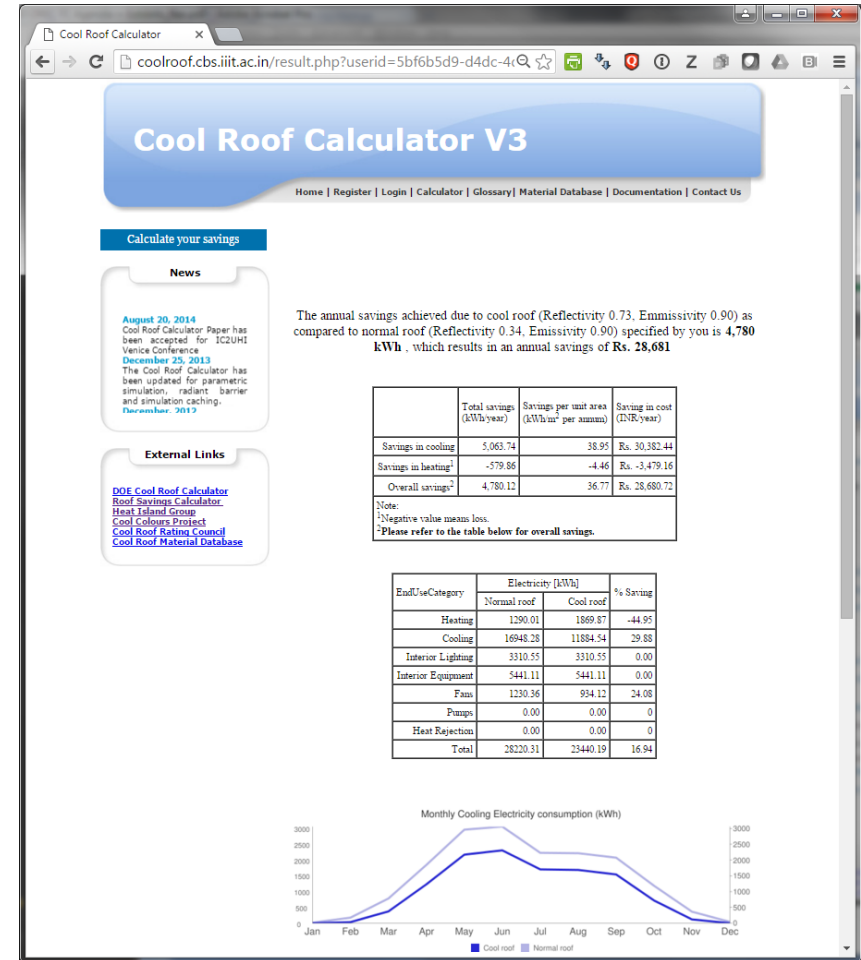 Cool Roof Calculator
coolroof.cbs.iiit.ac.in/result.php?userid=5bf6b5d9-d4dc-4
Cool Roof Calculator V3
Home | Register | Login | Calculator | Glossary| Material Database | Documentation | Contact Us
Calculate your savings
News
August 20, 2014
Cool Roof Calculator Paper has
been accepted for IC2UHI
Venice Conference
December 25, 2013
The Cool Roof Calculator has
been updated for parametric
simulation, radiant barrier
and simulation caching.
December, 2012
External Links
DOE Cool Roof Calculator
Roof Savings Calculator
Heat Island Group
Cool Colours Project
Cool Roof Rating Council
Cool Roof Material Database
The annual savings achieved due to cool roof (Reflectivity 0.73, Emmissivity 0.90) as
compared to normal roof (Reflectivity 0.34, Emissivity 0.90) specified by you is 4,780
kWh , which results in an annual savings of Rs. 28,681
Total savings (kWh/year) Savings per unit area (kWh/m² per annum) Saving in cost (INR/year)
Savings in cooling 5,063.74 38.95 Rs. 30,382.44
Savings in heating¹ -579.86 -4.46 Rs. -3,479.16
Overall savings² 4,780.12 36.77 Rs. 28,680.72
Note:
¹Negative value means loss.
²Please refer to the table below for overall savings.
EndUseCategory Electricity [kWh] % Saving
Normal roof Cool roof
Heating 1290.01 1869.87 -44.95
Cooling 16948.28 11884.54 29.88
Interior Lighting 3310.55 3310.55 0.00
Interior Equipment 5441.11 5441.11 0.00
Fans 1230.36 934.12 24.08
Pumps 0.00 0.00 0
Heat Rejection 0.00 0.00 0
Total 28220.31 23440.19 16.94
Monthly Cooling Electricity consumption (kWh)
3000 3000
2500 2500
2000 2000
1500 1500
1000 1000
500 500
0 0
Jan Feb Mar Apr May Jun Jul Aug Sep Oct Nov Dec
Cool roof Normal roof